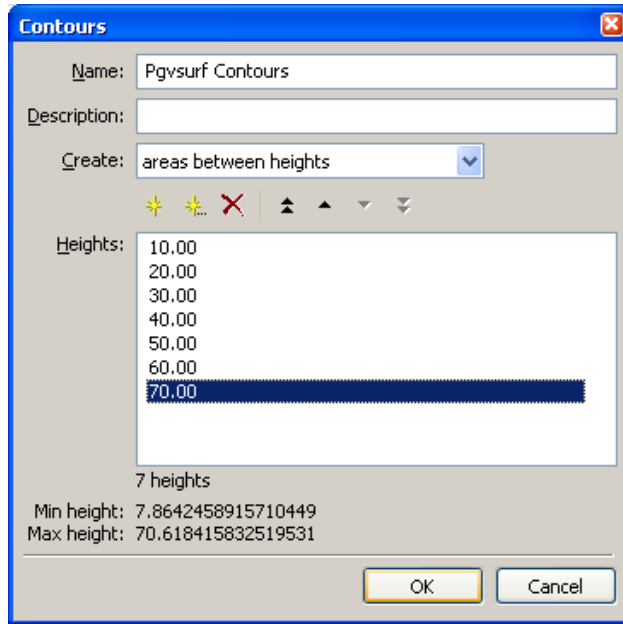 Contours
Name: Pgvsurf Contours
Description:
Create: areas between heights
Heights:
10.00
20.00
30.00
40.00
50.00
60.00
70.00
7 heights
Min height: 7.8642458915710449
Max height: 70.618415832519531
OK Cancel